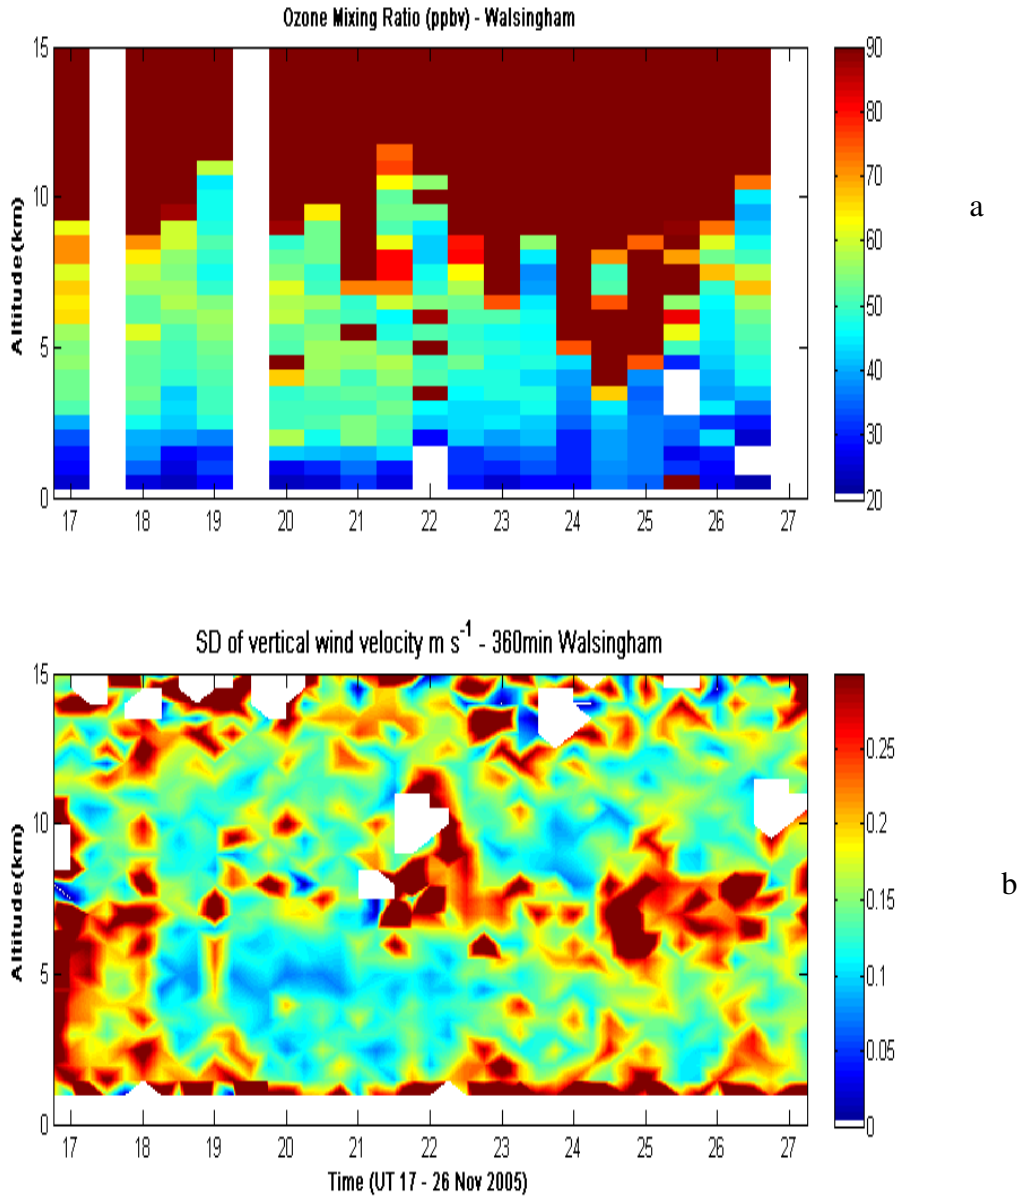 Ozone Mixing Ratio (ppbv) - Walsingham
15
10
5
0
Altitude(km)
17 18 19 20 21 22 23 24 25 26 27
90
80
70
60
50
40
30
20
a
SD of vertical wind velocity m s⁻¹ - 360min Walsingham
15
10
5
0
Altitude(km)
17 18 19 20 21 22 23 24 25 26 27
Time (UT 17 - 26 Nov 2005)
0.25
0.2
0.15
0.1
0.05
0
b